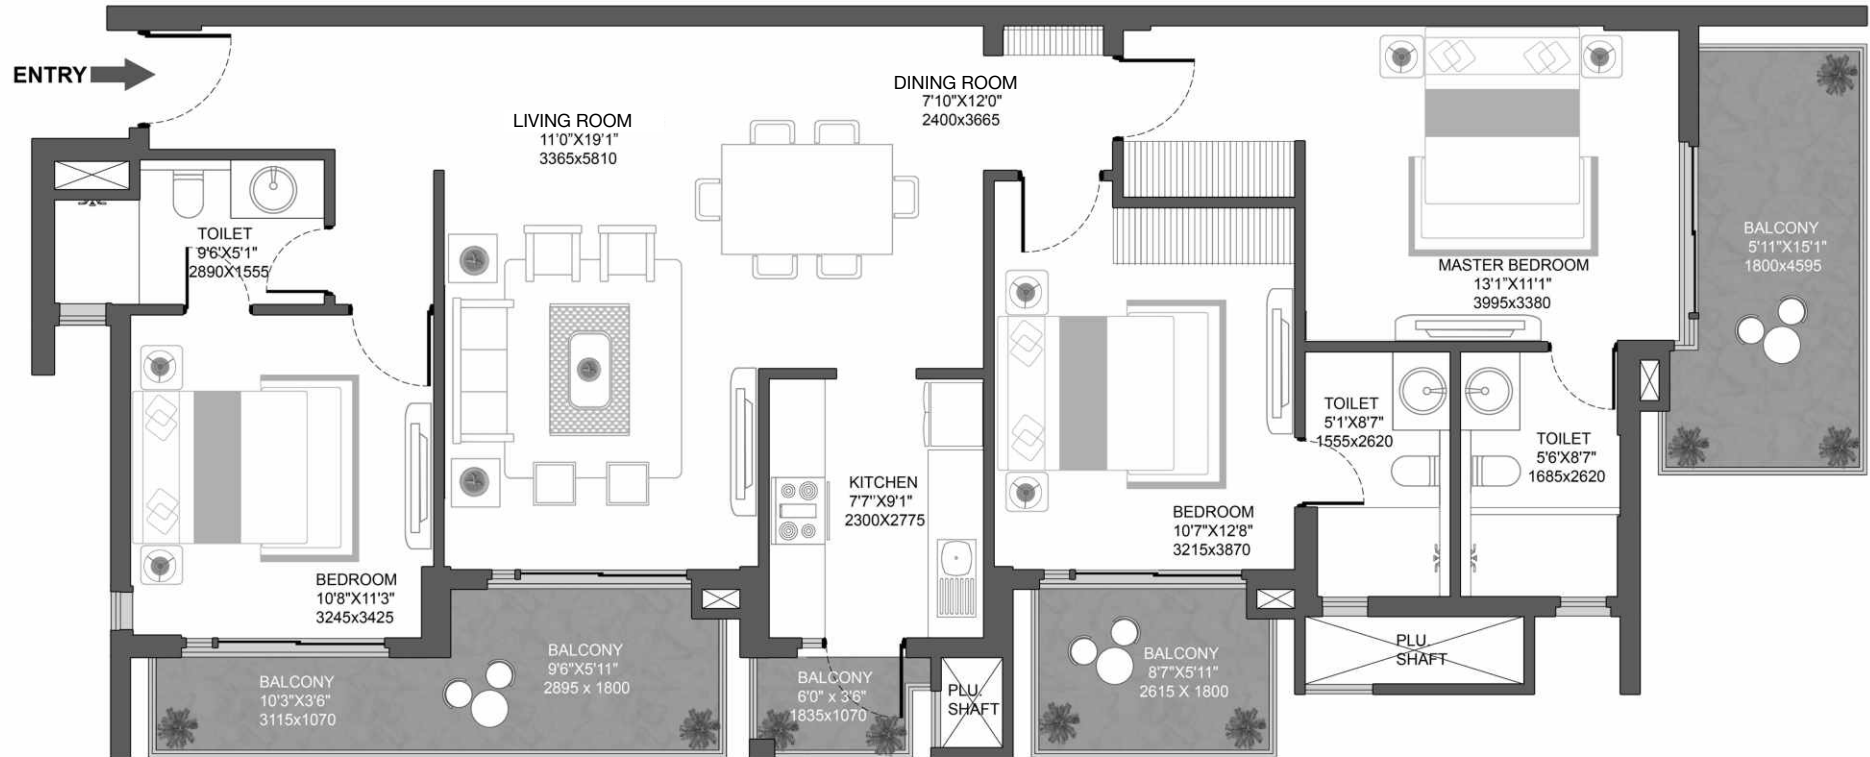 ENTRY
LIVING ROOM
11'0"X19'1"
3365x5810
DINING ROOM
7'10"X12'0"
2400x3665
TOILET
9'6'X5'1"
2890X1555
MASTER BEDROOM
13'1"X11'1"
3995x3380
BALCONY
5'11"X15'1"
1800x4595
TOILET
5'1'X8'7"
1555x2620
TOILET
5'6'X8'7"
1685x2620
KITCHEN
7'7"X9'1"
2300X2775
BEDROOM
10'7"X12'8"
3215x3870
BEDROOM
10'8"X11'3"
3245x3425
BALCONY
10'3"X3'6"
3115x1070
BALCONY
9'6"X5'11"
2895 x 1800
BALCONY
6'0" x 3'6"
1835x1070
PLU.
SHAFT
BALCONY
8'7"X5'11"
2615 X 1800
PLU.
SHAFT